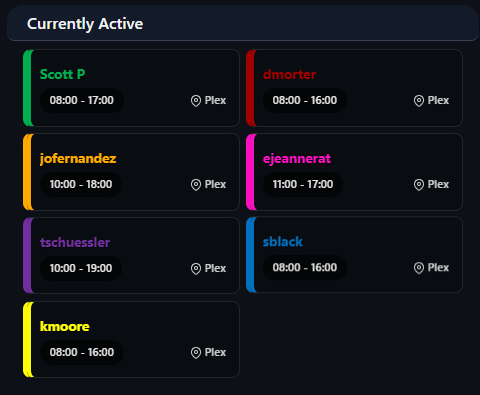 Currently Active
Scott P
08:00 - 17:00 Plex
dmorter
08:00 - 16:00 Plex
jofernandez
10:00 - 18:00 Plex
ejeannerat
11:00 - 17:00 Plex
tschuessler
10:00 - 19:00 Plex
sblack
08:00 - 16:00 Plex
kmoore
08:00 - 16:00 Plex